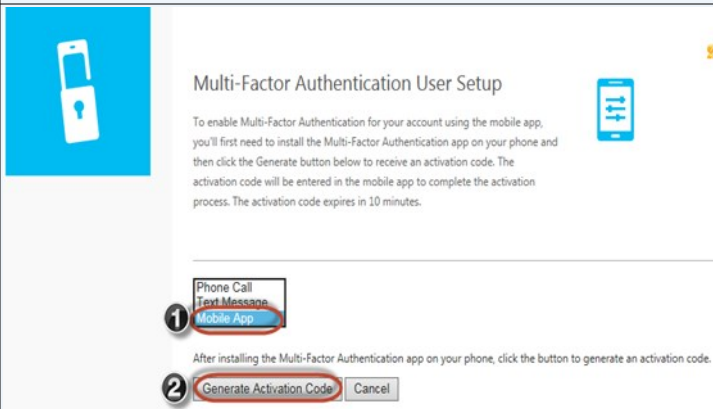 Multi-Factor Authentication User Setup
To enable Multi-Factor Authentication for your account using the mobile app,
you'll first need to install the Multi-Factor Authentication app on your phone and
then click the Generate button below to receive an activation code. The
activation code will be entered in the mobile app to complete the activation
process. The activation code expires in 10 minutes.
Phone Call
Text Message
1 Mobile App
After installing the Multi-Factor Authentication app on your phone, click the button to generate an activation code.
2 Generate Activation Code Cancel